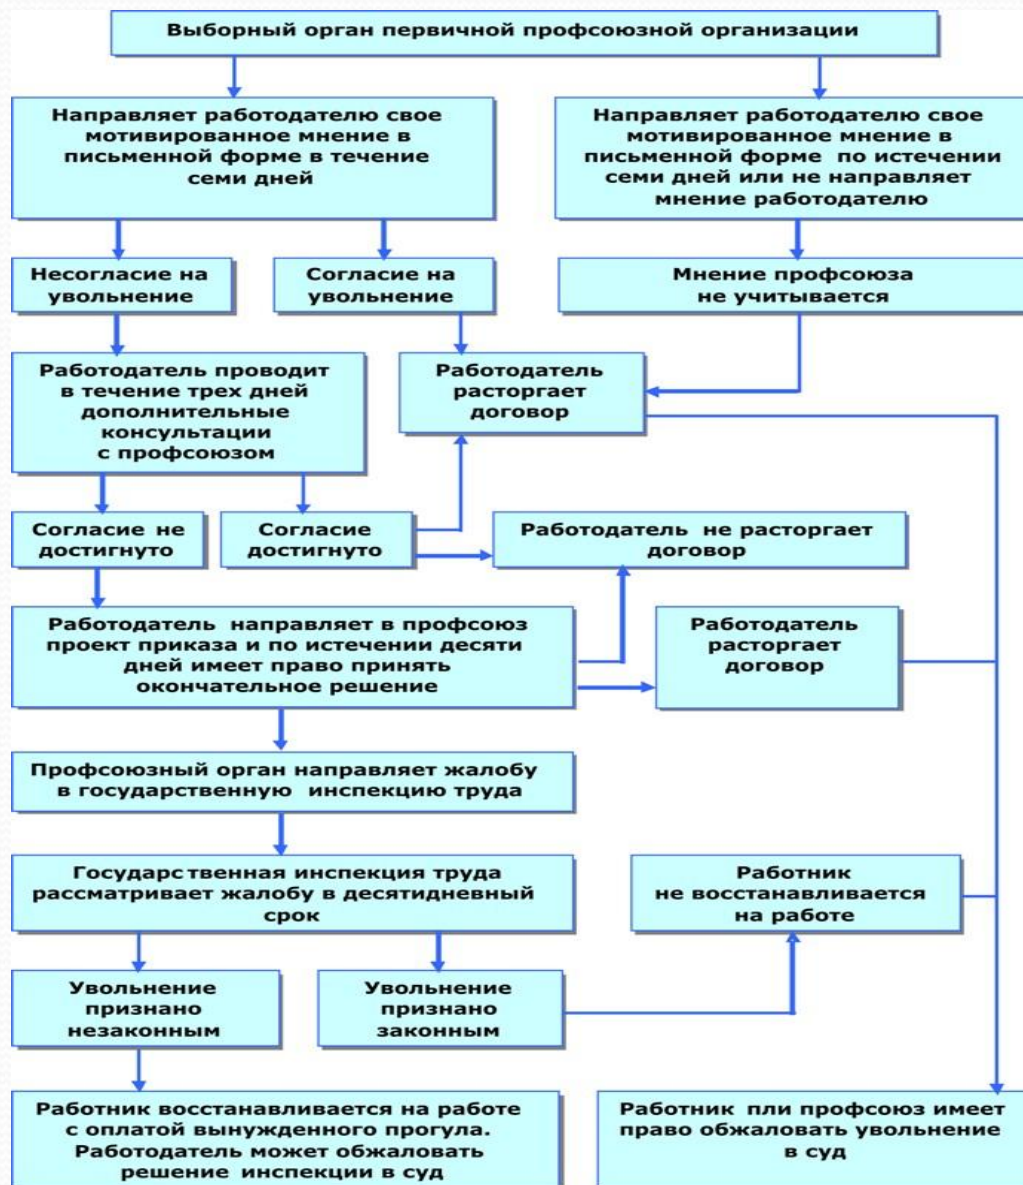 Выборный орган первичной профсоюзной организации
Направляет работодателю свое
мотивированное мнение в
письменной форме в течение
семи дней
Направляет работодателю свое
мотивированное мнение в
письменной форме по истечении
семи дней или не направляет
мнение работодателю
Несогласие на
увольнение
Согласие на
увольнение
Мнение профсоюза
не учитывается
Работодатель проводит
в течение трех дней
дополнительные
консультации
с профсоюзом
Работодатель
расторгает
договор
Согласие не
достигнуто
Согласие
достигнуто
Работодатель не расторгает
договор
Работодатель направляет в профсоюз
проект приказа и по истечении десяти
дней имеет право принять
окончательное решение
Работодатель
расторгает
договор
Профсоюзный орган направляет жалобу
в государственную инспекцию труда
Государственная инспекция труда
рассматривает жалобу в десятидневный
срок
Работник
не восстанавливается
на работе
Увольнение
признано
незаконным
Увольнение
признано
законным
Работник восстанавливается на работе
с оплатой вынужденного прогула.
Работодатель может обжаловать
решение инспекции в суд
Работник пли профсоюз имеет
право обжаловать увольнение
в суд